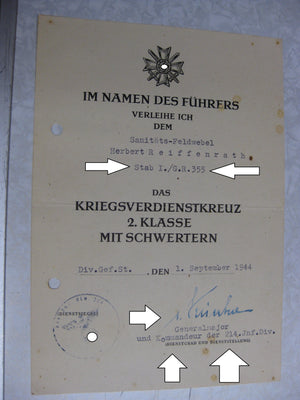 IM NAMEN DES FÜHRERS
VERLEIHE ICH
DEM
Sanitäts-Feldwebel
Herbert Reiffenrath
Stab I./G.R.355
DAS
KRIEGSVERDIENSTKREUZ
2. KLASSE
MIT SCHWERTERN
Div.Gef.St. , DEN 1. September 1944
(DIENSTSIEGEL)
Generalmajor
und Kommandeur der 214.Inf.Div.
(DIENSTGRAD UND DIENSTSTELLUNG)